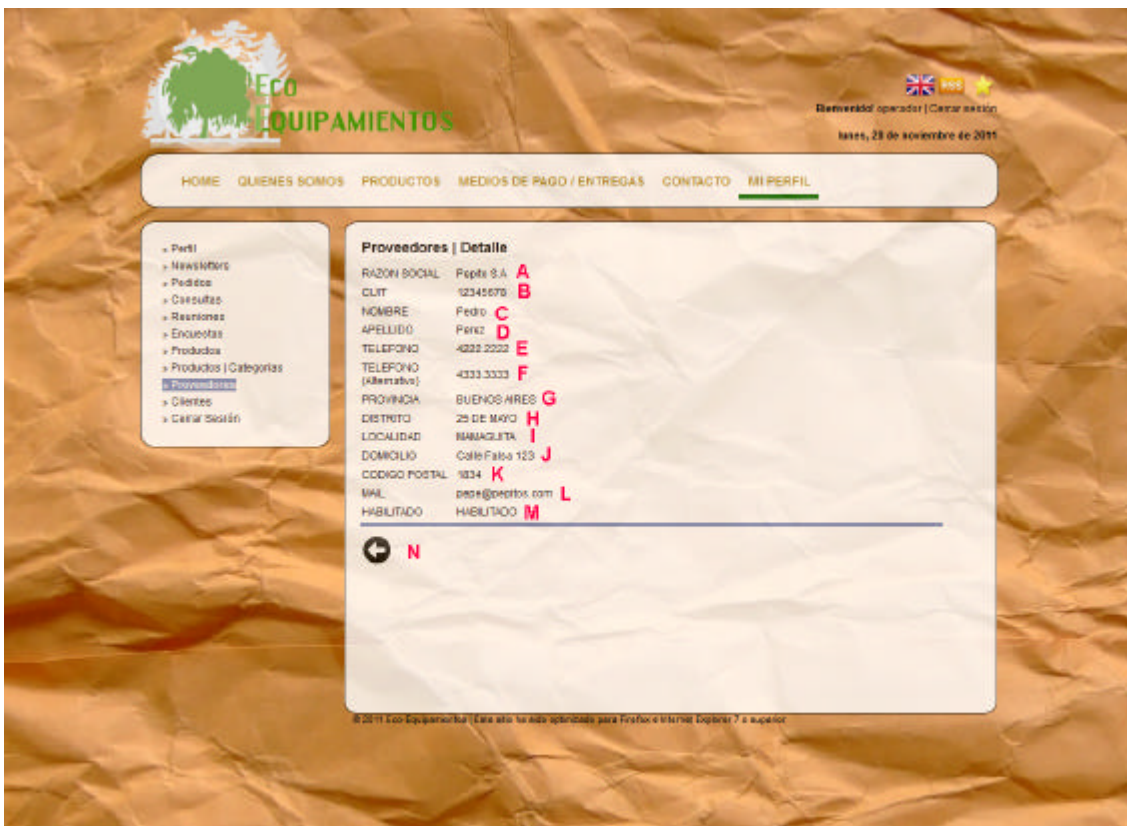 Eco
EQUIPAMIENTOS
RSS
Bienvenido! operador | Cerrar sesión
lunes, 28 de noviembre de 2011
HOME QUIENES SOMOS PRODUCTOS MEDIOS DE PAGO / ENTREGAS CONTACTO MI PERFIL
» Perfil
» Newsletters
» Pedidos
» Consultas
» Reuniones
» Encuestas
» Productos
» Productos | Categorias
» Proveedores
» Clientes
» Cerrar Sesión
Proveedores | Detalle
RAZON SOCIAL Pepito S.A A
CUIT 12345678 B
NOMBRE Pedro C
APELLIDO Perez D
TELEFONO 4222.2222 E
TELEFONO
(Alternativo) 4333.3333 F
PROVINCIA BUENOS AIRES G
DISTRITO 25 DE MAYO H
LOCALIDAD I
DOMICILIO Calle Falsa 123 J
CODIGO POSTAL 1834 K
MAIL pepe@pepitos.com L
HABILITADO HABILITADO M
N
© 2011 Eco Equipamientos | Este sitio ha sido optimizado para Firefox e Internet Explorer 7 o superior